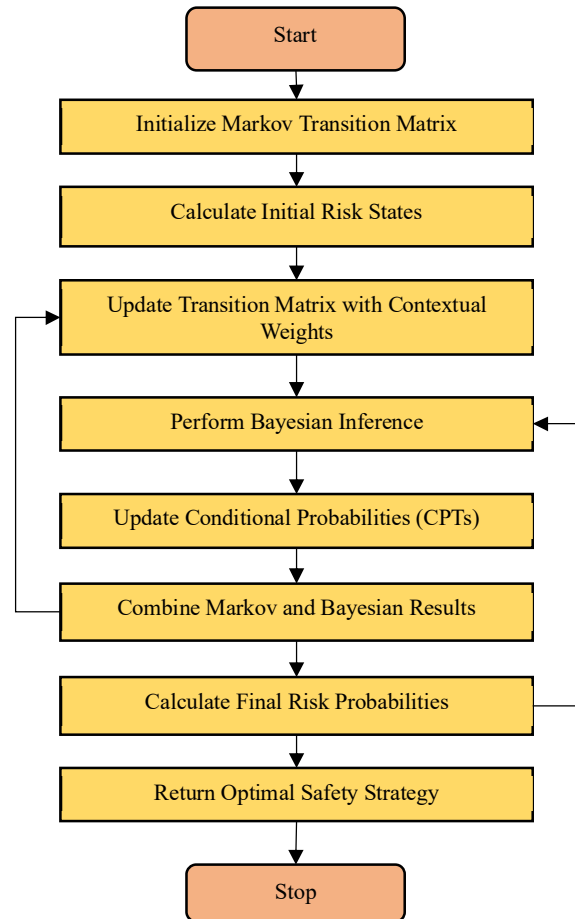 Start
Initialize Markov Transition Matrix
Calculate Initial Risk States
Update Transition Matrix with Contextual
Weights
Perform Bayesian Inference
Update Conditional Probabilities (CPTs)
Combine Markov and Bayesian Results
Calculate Final Risk Probabilities
Return Optimal Safety Strategy
Stop